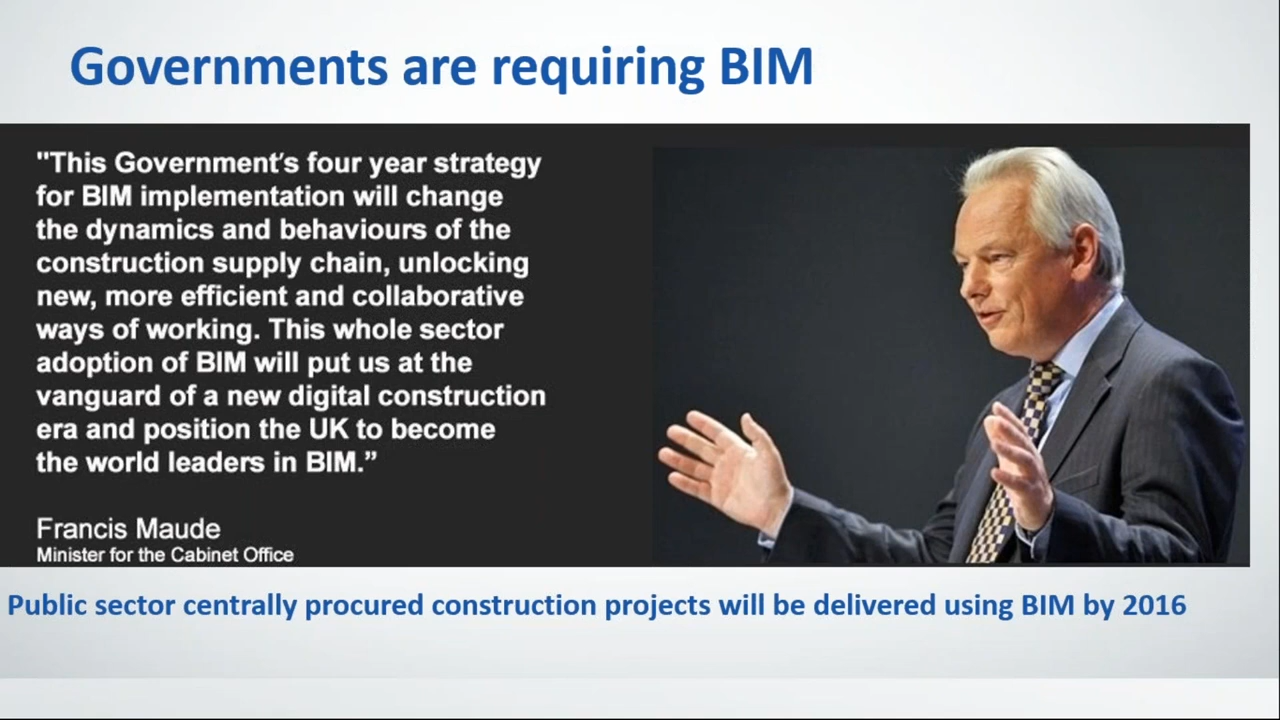 Governments are requiring BIM
"This Government's four year strategy
for BIM implementation will change
the dynamics and behaviours of the
construction supply chain, unlocking
new, more efficient and collaborative
ways of working. This whole sector
adoption of BIM will put us at the
vanguard of a new digital construction
era and position the UK to become
the world leaders in BIM.”
Francis Maude
Minister for the Cabinet Office
Public sector centrally procured construction projects will be delivered using BIM by 2016